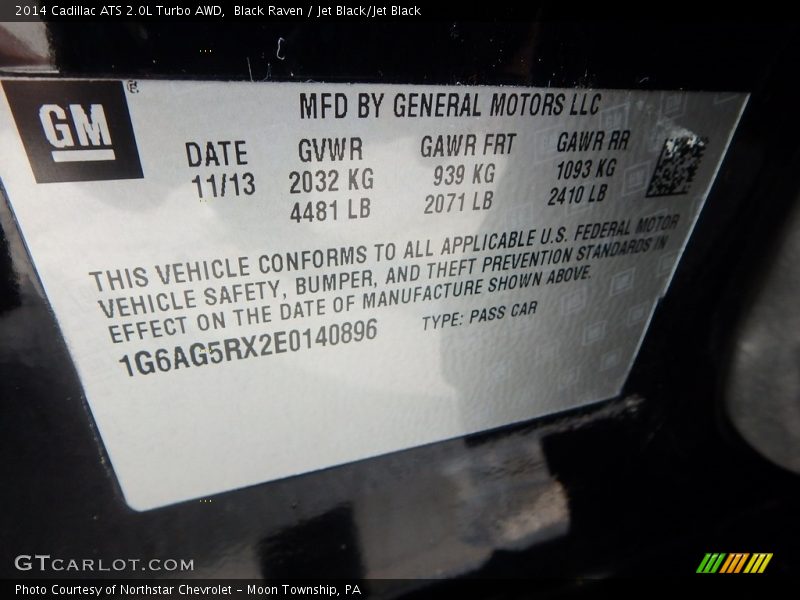 2014 Cadillac ATS 2.0L Turbo AWD,  Black Raven / Jet Black/Jet Black
GM
®
MFD BY GENERAL MOTORS LLC
DATE GVWR GAWR FRT GAWR RR
11/13 2032 KG 939 KG 1093 KG
4481 LB 2071 LB 2410 LB
THIS VEHICLE CONFORMS TO ALL APPLICABLE U.S. FEDERAL MOTOR
VEHICLE SAFETY, BUMPER, AND THEFT PREVENTION STANDARDS IN
EFFECT ON THE DATE OF MANUFACTURE SHOWN ABOVE.
1G6AG5RX2E0140896 TYPE: PASS CAR
GTCARLOT.COM
Photo Courtesy of Northstar Chevrolet - Moon Township, PA